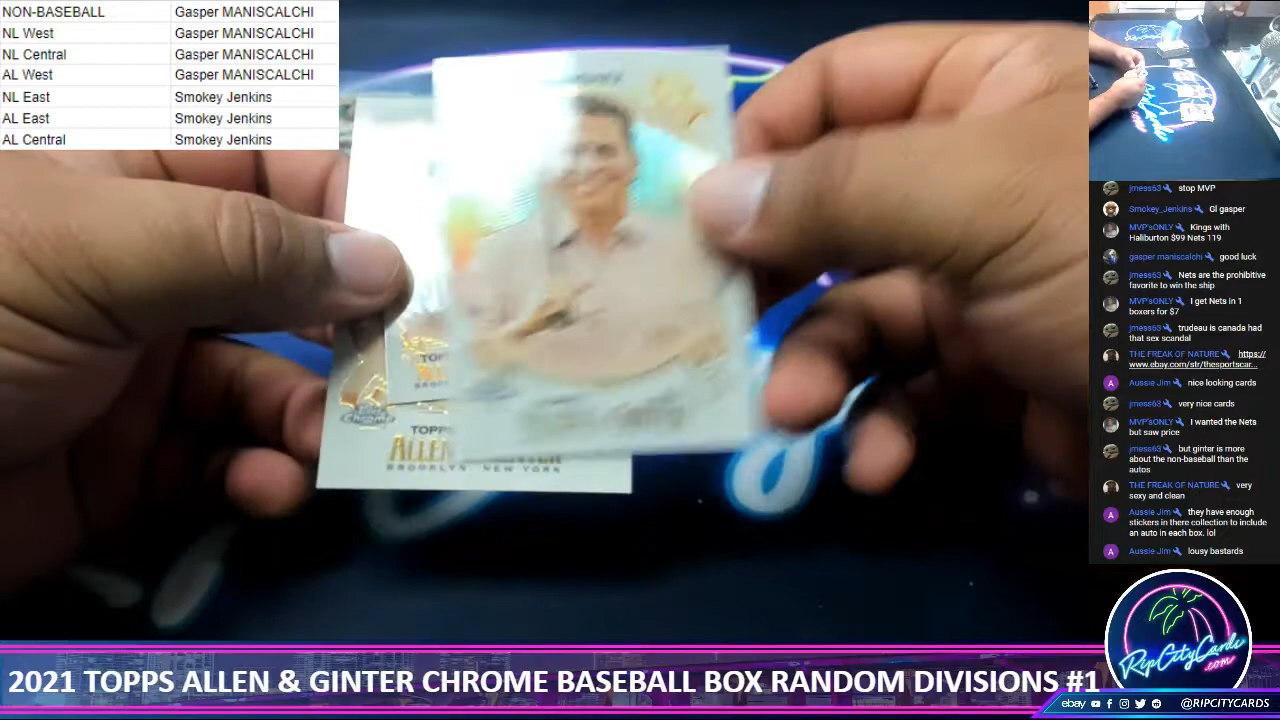 NON-BASEBALL Gasper MANISCALCHI
NL West Gasper MANISCALCHI
NL Central Gasper MANISCALCHI
AL West Gasper MANISCALCHI
NL East Smokey Jenkins
AL East Smokey Jenkins
AL Central Smokey Jenkins
jmess63 stop MVP
Smokey_Jenkins Gl gasper
MVP'sONLY Kings with
Haliburton $99 Nets 119
gasper maniscalchi good luck
jmess63 Nets are the prohibitive
favorite to win the ship
MVP'sONLY I get Nets in 1
boxers for $7
jmess63 trudeau is canada had
that sex scandal
THE FREAK OF NATURE https://
www.ebay.com/str/thesportscar...
Aussie Jim nice looking cards
jmess63 very nice cards
MVP'sONLY I wanted the Nets
but saw price
jmess63 but ginter is more
about the non-baseball than the
autos
THE FREAK OF NATURE very
sexy and clean
A Aussie Jim they have enough
stickers in there collection to include
an auto in each box. lol
A Aussie Jim lousy bastards
Chrome
TOPPS
ALLEN
BROOKLYN NEW YORK
RipCityCards
.com
2021 TOPPS ALLEN & GINTER CHROME BASEBALL BOX RANDOM DIVISIONS #1
ebay @RIPCITYCARDS